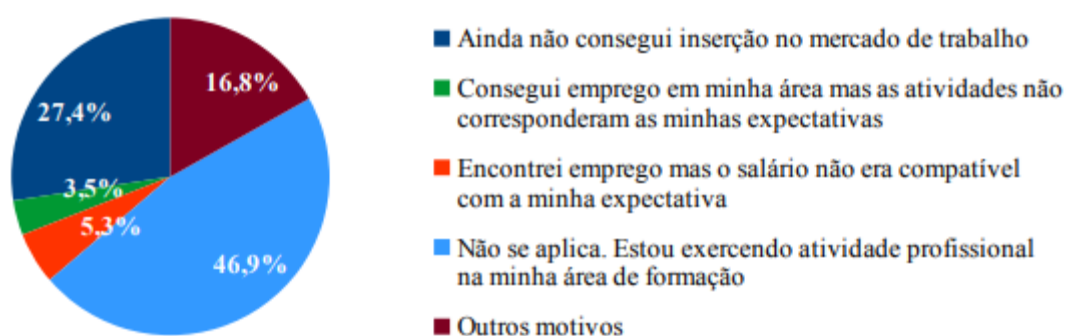 16,8%
27,4%
3,5%
5,3%
46,9%
Ainda não consegui inserção no mercado de trabalho
Consegui emprego em minha área mas as atividades não
corresponderam as minhas expectativas
Encontrei emprego mas o salário não era compatível
com a minha expectativa
Não se aplica. Estou exercendo atividade profissional
na minha área de formação
Outros motivos